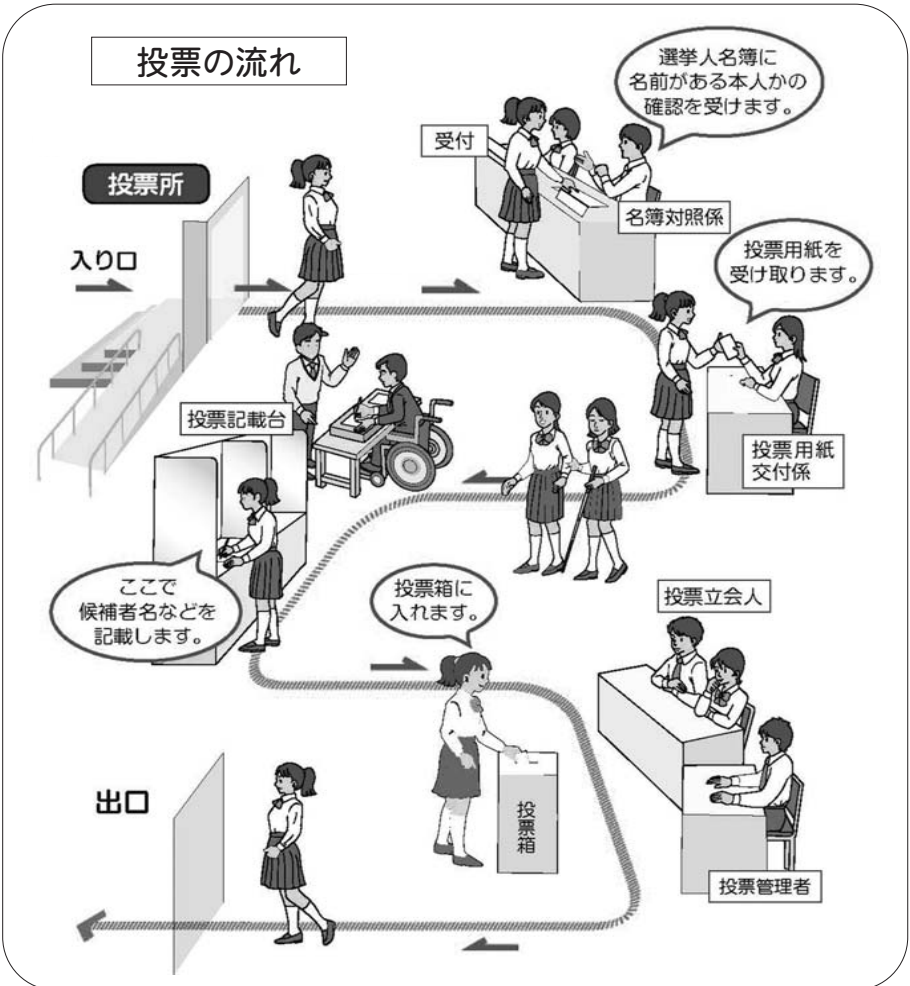 投票の流れ
投票所
入り口
受付
選挙人名簿に
名前がある本人かの
確認を受けます。
名簿対照係
投票用紙を
受け取ります。
投票用紙
交付係
投票記載台
ここで
候補者名などを
記載します。
投票箱に
入れます。
投票箱
投票立会人
投票管理者
出口